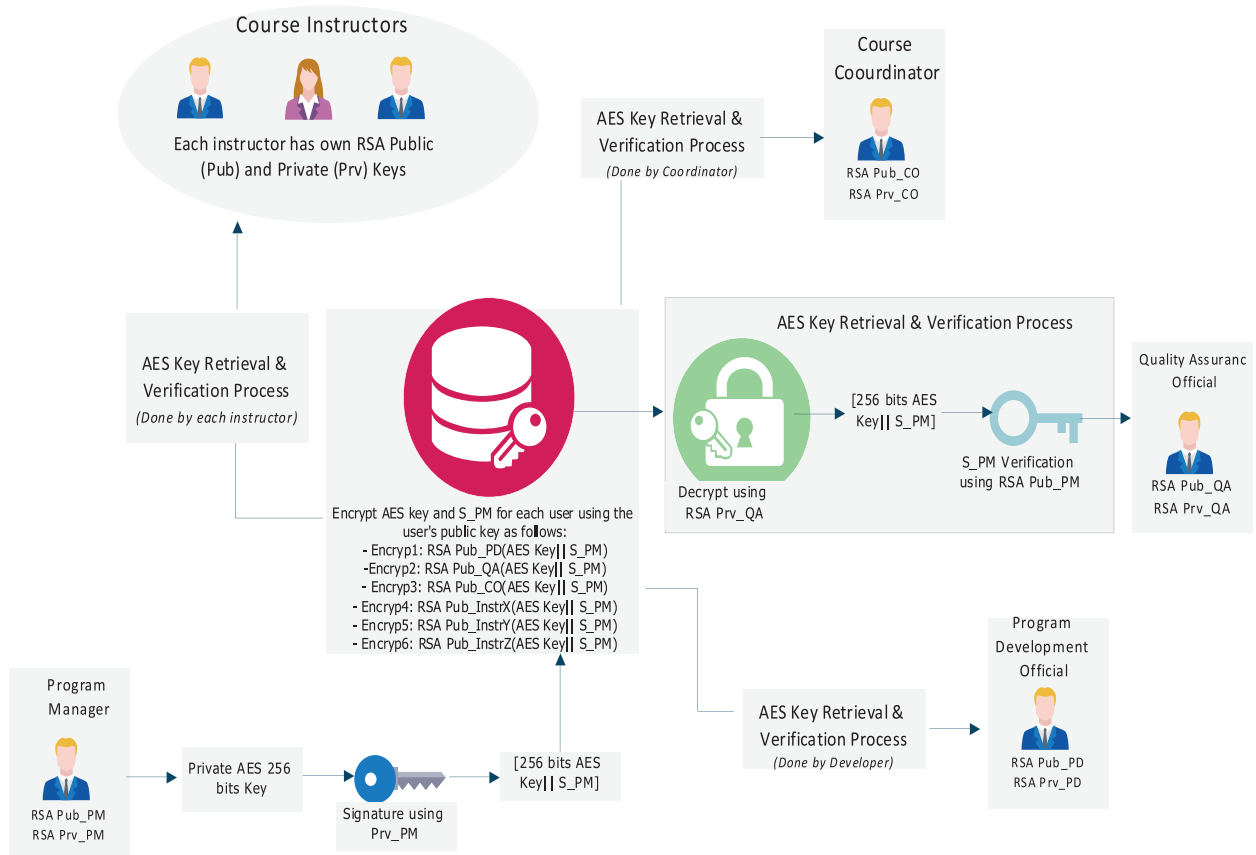 Course Instructors
Each instructor has own RSA Public
(Pub) and Private (Prv) Keys
AES Key Retrieval &
Verification Process
(Done by Coordinator)
Course
Coourdinator
RSA Pub_CO
RSA Prv_CO
AES Key Retrieval &
Verification Process
(Done by each instructor)
Encrypt AES key and S_PM for each user using the
user's public key as follows:
- Encryp1: RSA Pub_PD(AES Key|| S_PM)
-Encryp2: RSA Pub_QA(AES Key|| S_PM)
- Encryp3: RSA Pub_CO(AES Key|| S_PM)
- Encryp4: RSA Pub_InstrX(AES Key|| S_PM)
- Encryp5: RSA Pub_InstrY(AES Key|| S_PM)
- Encryp6: RSA Pub_InstrZ(AES Key|| S_PM)
AES Key Retrieval & Verification Process
Decrypt using
RSA Prv_QA
[256 bits AES
Key|| S_PM]
S_PM Verification
using RSA Pub_PM
Quality Assuranc
Official
RSA Pub_QA
RSA Prv_QA
Program
Manager
RSA Pub_PM
RSA Prv_PM
Private AES 256
bits Key
Signature using
Prv_PM
[256 bits AES
Key|| S_PM]
AES Key Retrieval &
Verification Process
(Done by Developer)
Program
Development
Official
RSA Pub_PD
RSA Prv_PD